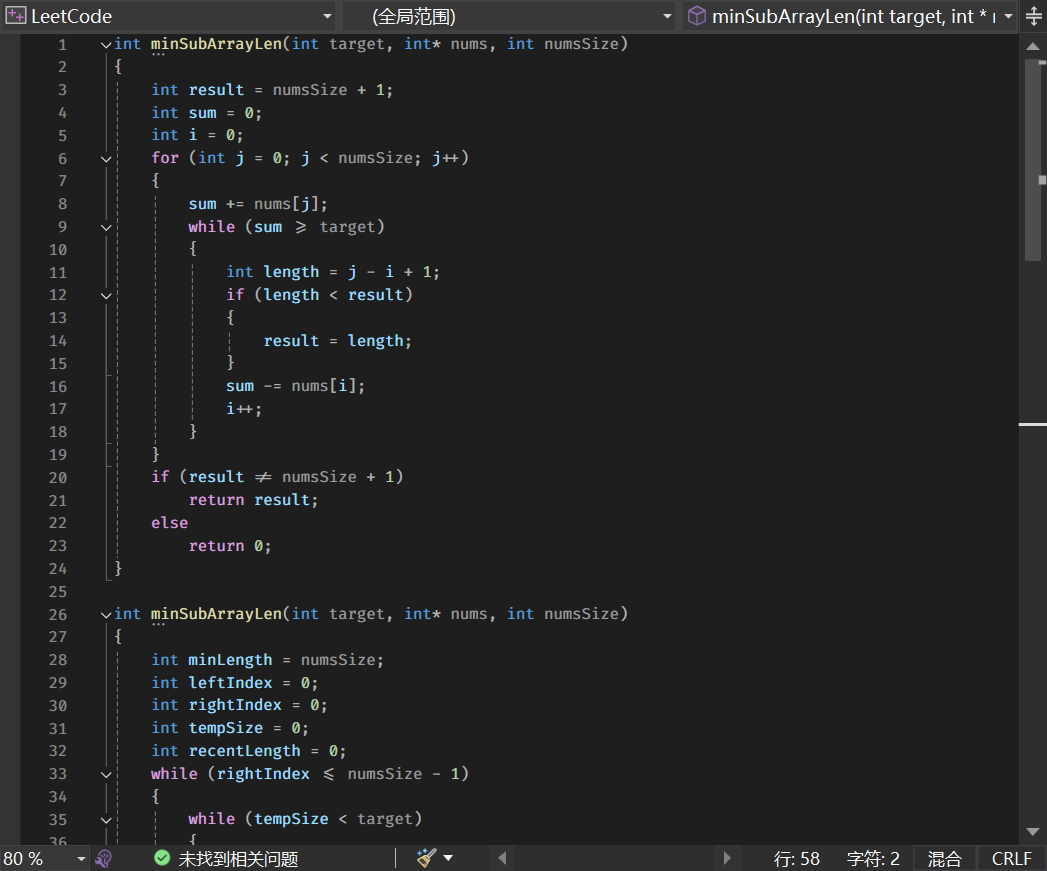 LeetCode (全局范围) minSubArrayLen(int target, int *
1 int minSubArrayLen(int target, int* nums, int numsSize)
2 {
3 int result = numsSize + 1;
4 int sum = 0;
5 int i = 0;
6 for (int j = 0; j < numsSize; j++)
7 {
8 sum += nums[j];
9 while (sum >= target)
10 {
11 int length = j - i + 1;
12 if (length < result)
13 {
14 result = length;
15 }
16 sum -= nums[i];
17 i++;
18 }
19 }
20 if (result != numsSize + 1)
21 return result;
22 else
23 return 0;
24 }
25
26 int minSubArrayLen(int target, int* nums, int numsSize)
27 {
28 int minLength = numsSize;
29 int leftIndex = 0;
30 int rightIndex = 0;
31 int tempSize = 0;
32 int recentLength = 0;
33 while (rightIndex <= numsSize - 1)
34 {
35 while (tempSize < target)
36 {
80 % 未找到相关问题 行: 58 字符: 2 混合 CRLF